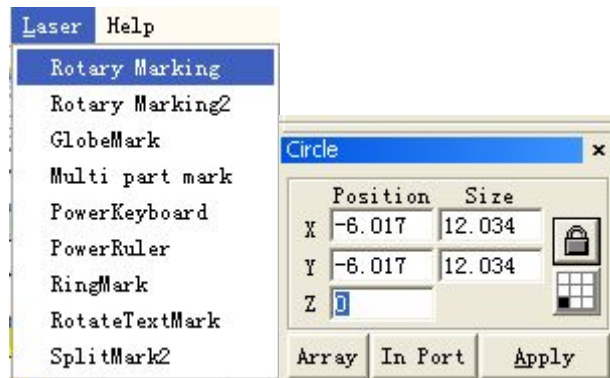 Laser Help
Rotary Marking
Rotary Marking2
GlobeMark
Multi part mark
PowerKeyboard
PowerRuler
RingMark
RotateTextMark
SplitMark2
Circle
Position Size
X -6.017 12.034
Y -6.017 12.034
Z 0
Array In Port Apply